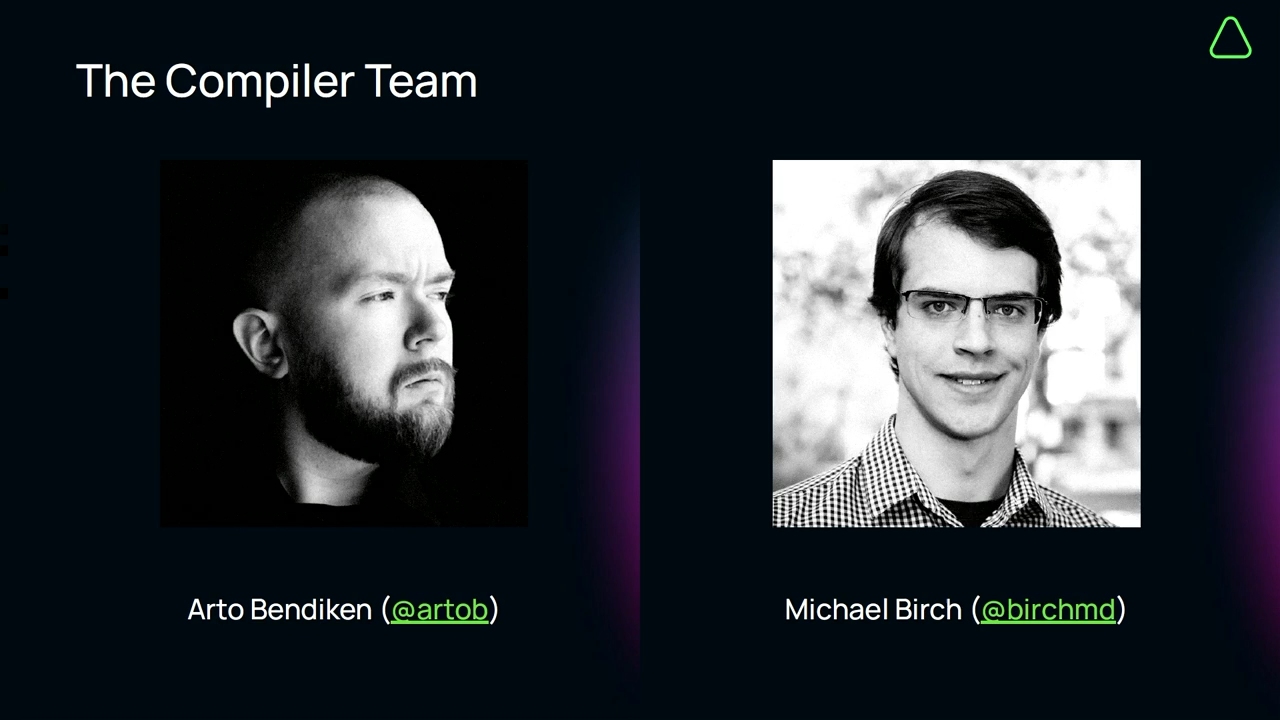 The Compiler Team
Arto Bendiken (@artob)
Michael Birch (@birchmd)